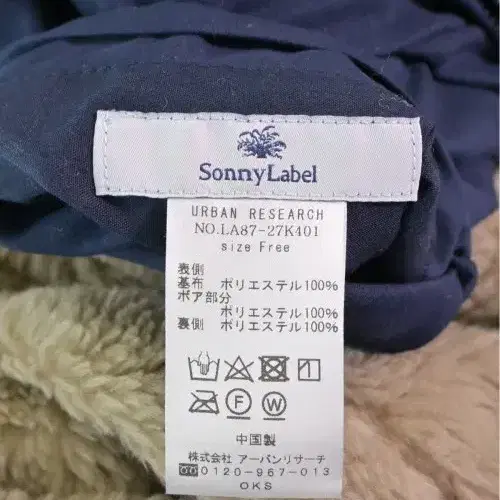 Sonny Label
URBAN RESEARCH
NO.LA87-27K401
size Free
表側
基布 ポリエステル100%
ボア部分
ポリエステル100%
裏側 ポリエステル100%
F W
中国製
株式会社 アーバンリサーチ
0120-967-013
OKS